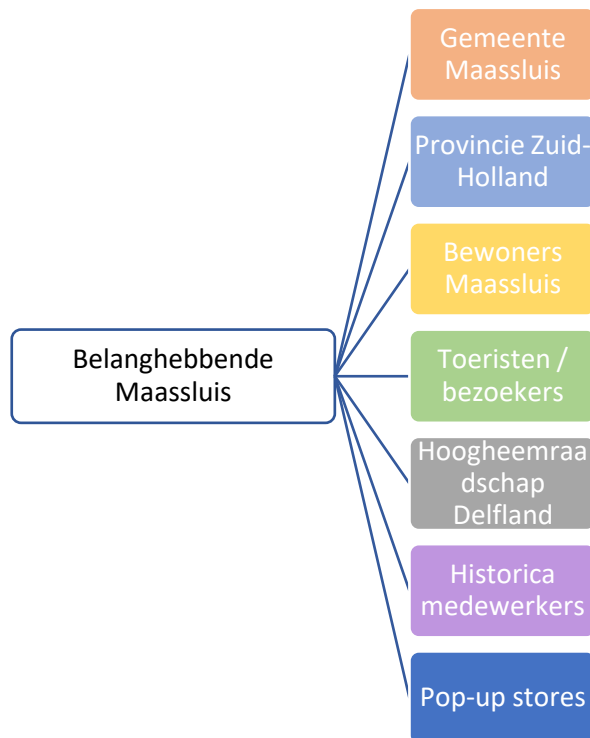 Gemeente
Maassluis
Provincie Zuid-
Holland
Bewoners
Maassluis
Belanghebbende
Maassluis
Toeristen /
bezoekers
Hoogheemraa
dschap
Delfland
Historica
medewerkers
Pop-up stores